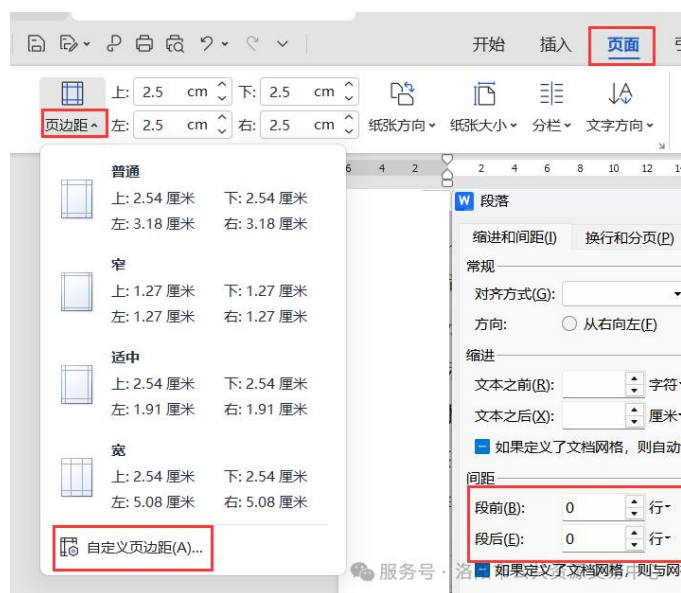 开始 插入 页面
上: 2.5 cm 下: 2.5 cm
页边距 左: 2.5 cm 右: 2.5 cm 纸张方向 纸张大小 分栏 文字方向
普通
上: 2.54 厘米 下: 2.54 厘米
左: 3.18 厘米 右: 3.18 厘米
窄
上: 1.27 厘米 下: 1.27 厘米
左: 1.27 厘米 右: 1.27 厘米
适中
上: 2.54 厘米 下: 2.54 厘米
左: 1.91 厘米 右: 1.91 厘米
宽
上: 2.54 厘米 下: 2.54 厘米
左: 5.08 厘米 右: 5.08 厘米
自定义页边距(A)...
6 4 2 2 4 6 8 10 12
W 段落
缩进和间距(I) 换行和分页(P)
常规
对齐方式(G):
方向: 从右向左(F)
缩进
文本之前(R): 字符
文本之后(X): 厘米
如果定义了文档网格，则自动
间距
段前(B): 0 行
段后(E): 0 行
如果定义了文档网格，则与网
服务号 · 洛